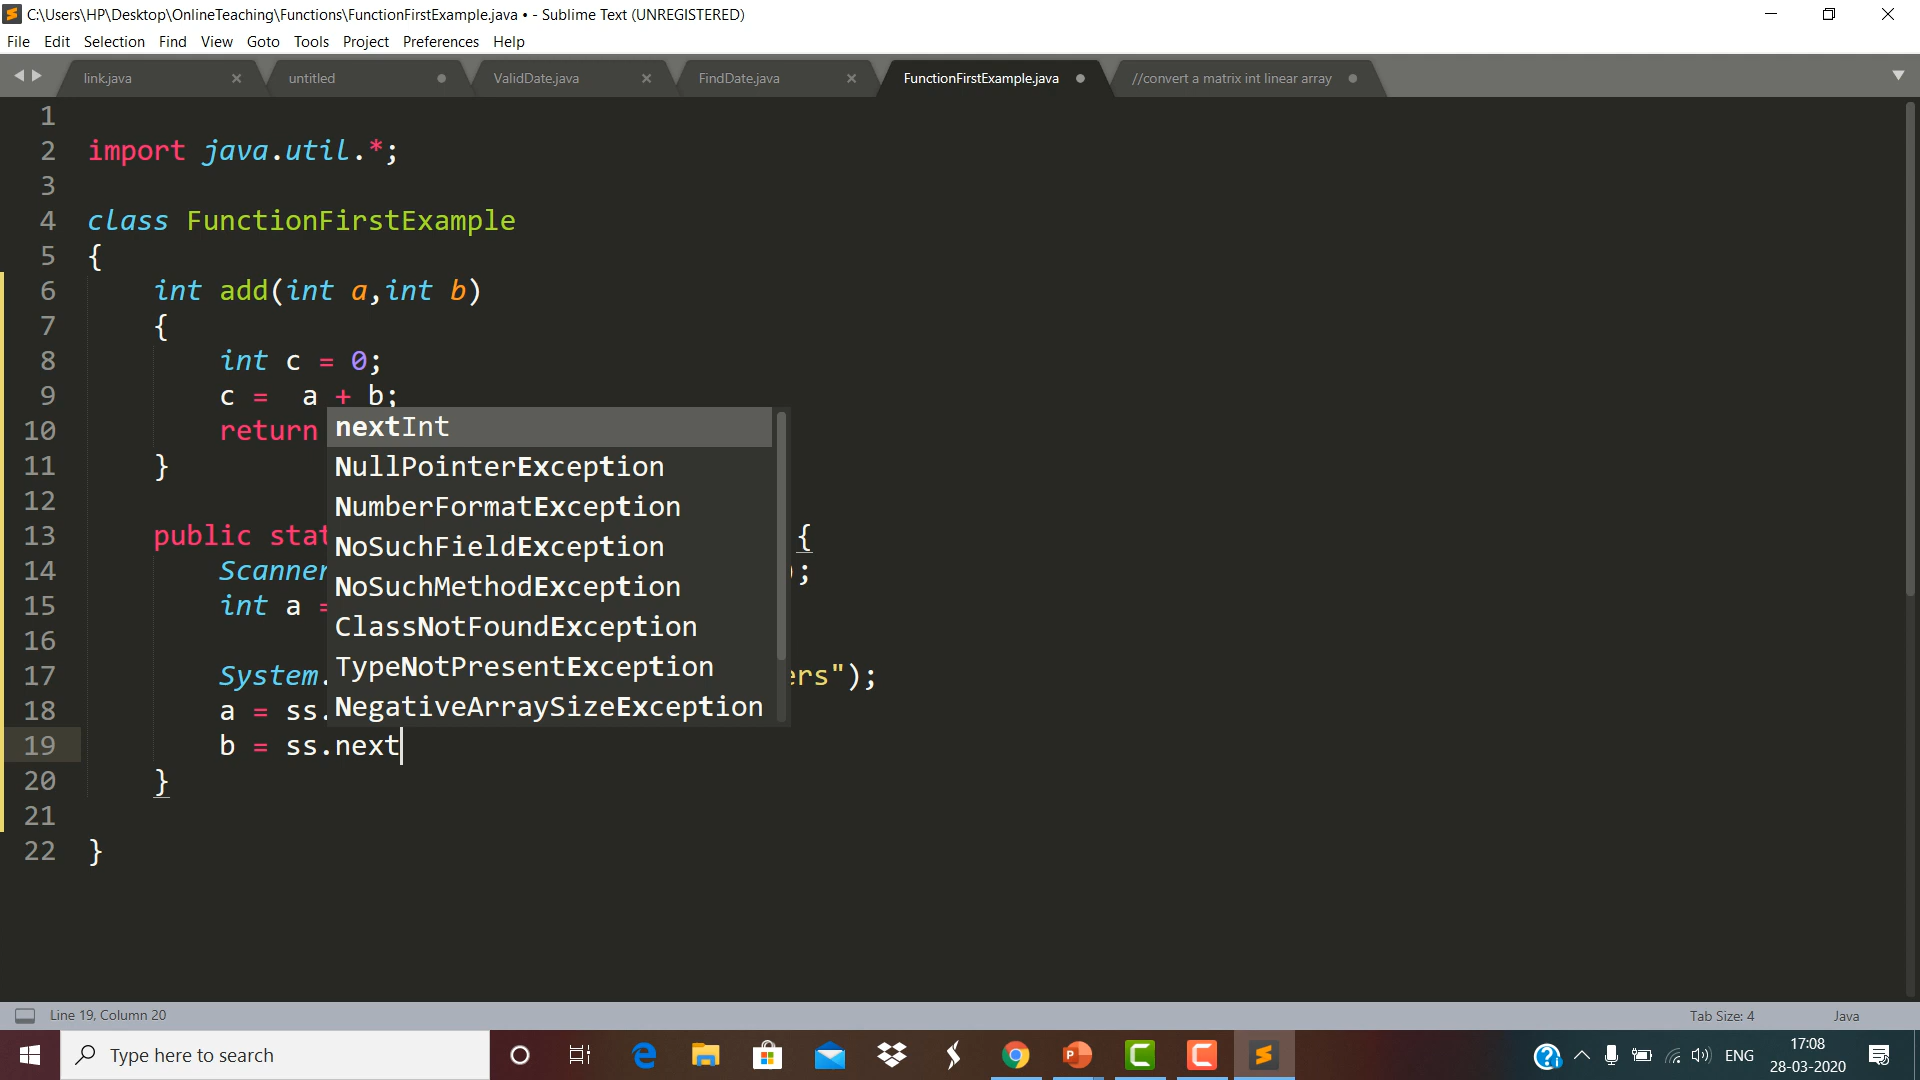 C:\Users\HP\Desktop\OnlineTeaching\Functions\FunctionFirstExample.java • - Sublime Text (UNREGISTERED)
File Edit Selection Find View Goto Tools Project Preferences Help
link.java untitled ValidDate.java FindDate.java FunctionFirstExample.java //convert a matrix int linear array
1
2 import java.util.*;
3
4 class FunctionFirstExample
5 {
6 int add(int a,int b)
7 {
8 int c = 0;
9 c =  a + b;
10 return
nextInt
11 }
NullPointerException
12
NumberFormatException
13 public stat {
NoSuchFieldException
14 Scanner );
NoSuchMethodException
15 int a =
ClassNotFoundException
16
17 System. ers");
TypeNotPresentException
18 a = ss.
NegativeArraySizeException
19 b = ss.next
20 }
21
22 }
Line 19, Column 20 Tab Size: 4 Java
Type here to search ENG 17:08
28-03-2020